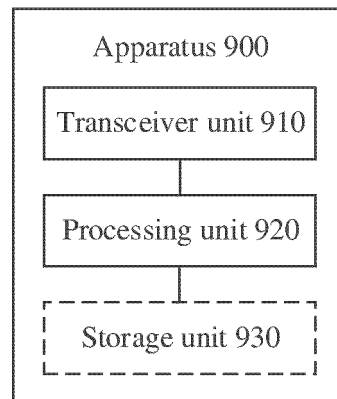 Apparatus 900
Transceiver unit 910
Processing unit 920
Storage unit 930